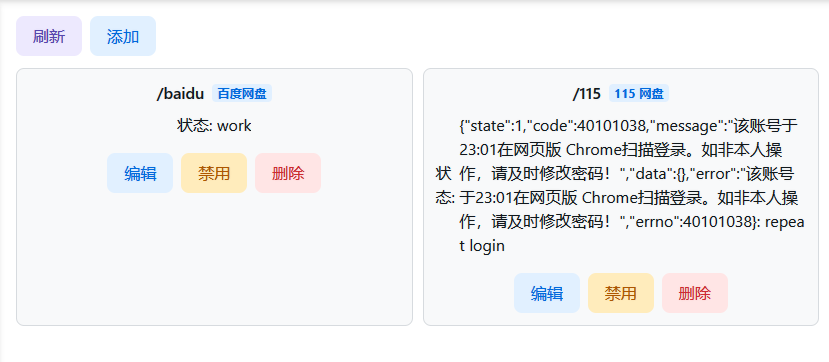 刷新 添加
/baidu 百度网盘
状态: work
编辑 禁用 删除
/115 115 网盘
状态:
{"state":1,"code":40101038,"message":"该账号于
23:01在网页版 Chrome扫描登录。如非本人操
作，请及时修改密码！","data":{},"error":"该账号
于23:01在网页版 Chrome扫描登录。如非本人操
作，请及时修改密码！","errno":40101038}: repea
t login
编辑 禁用 删除